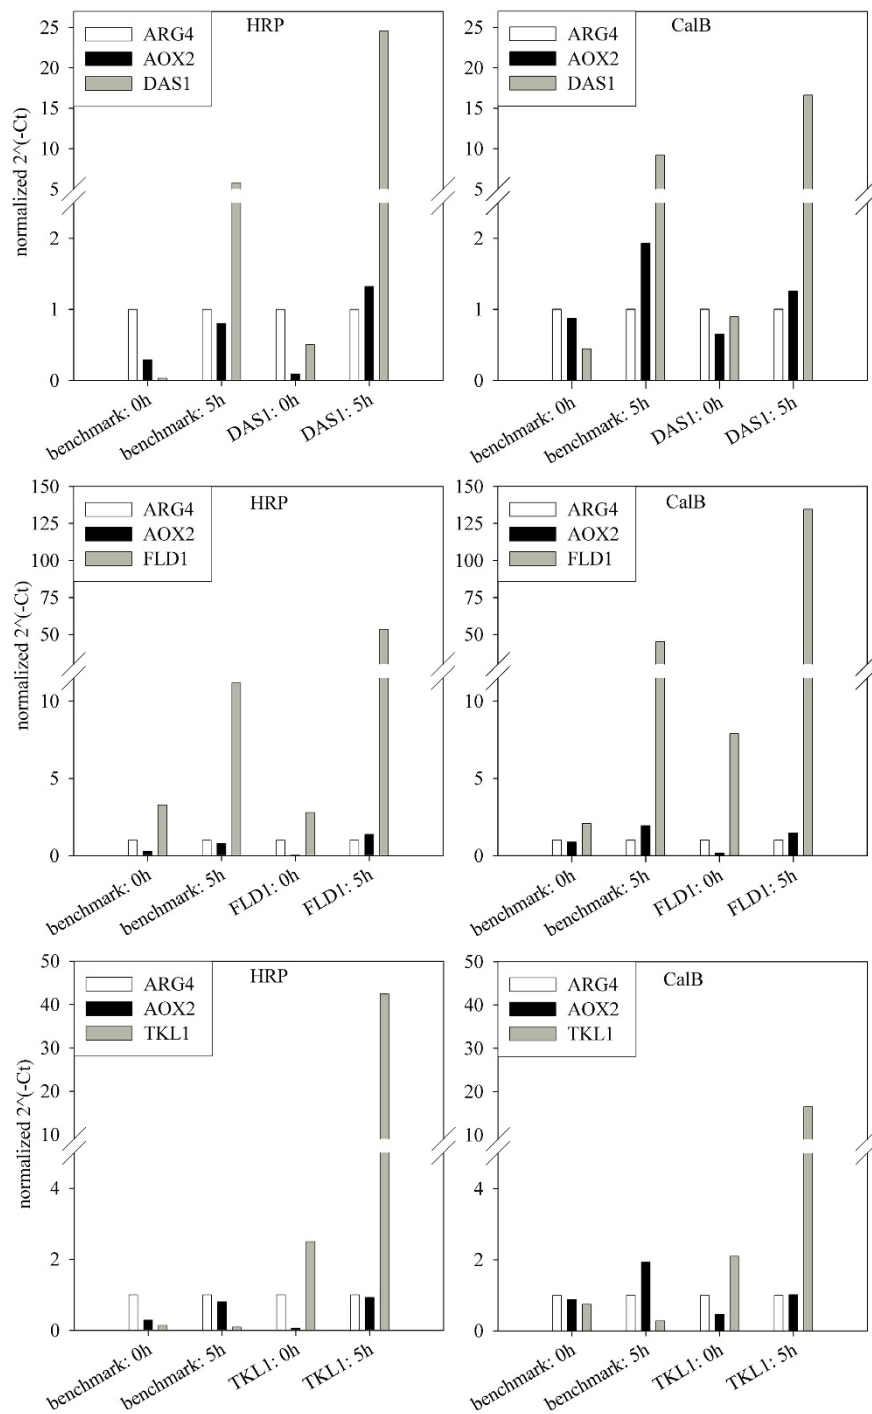 HRP
ARG4
AOX2
DAS1
normalized 2^(-Ct)
25
20
15
10
5
2
1
0
benchmark: 0h
benchmark: 5h
DAS1: 0h
DAS1: 5h
CalB
ARG4
AOX2
DAS1
25
20
15
10
5
2
1
0
benchmark: 0h
benchmark: 5h
DAS1: 0h
DAS1: 5h
HRP
ARG4
AOX2
FLD1
normalized 2^(-Ct)
150
125
100
75
50
10
5
0
benchmark: 0h
benchmark: 5h
FLD1: 0h
FLD1: 5h
CalB
ARG4
AOX2
FLD1
150
125
100
75
50
10
5
0
benchmark: 0h
benchmark: 5h
FLD1: 0h
FLD1: 5h
HRP
ARG4
AOX2
TKL1
normalized 2^(-Ct)
50
40
30
20
10
4
2
0
benchmark: 0h
benchmark: 5h
TKL1: 0h
TKL1: 5h
CalB
ARG4
AOX2
TKL1
50
40
30
20
10
4
2
0
benchmark: 0h
benchmark: 5h
TKL1: 0h
TKL1: 5h